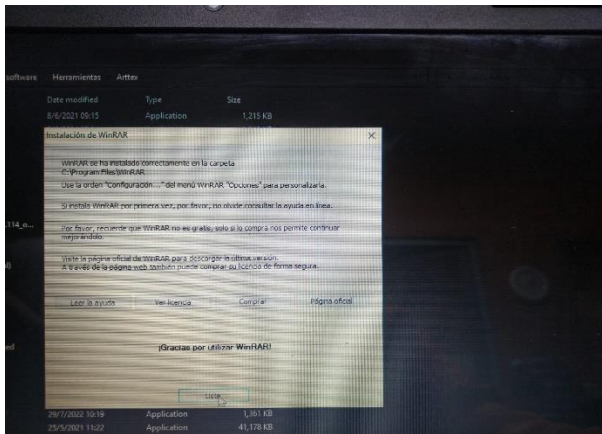 software Herramientas Arttex
Date modified Type Size
8/6/2021 09:15 Application 1,215 KB
Instalación de WinRAR
WinRAR se ha instalado correctamente en la carpeta
C:\Program Files\WinRAR
Use la orden "Configuración..." del menú WinRAR "Opciones" para personalizarla.
Si instala WinRAR por primera vez, por favor, no olvide consultar la ayuda en línea.
Por favor, recuerde que WinRAR no es gratis, solo si lo compra nos permite continuar
mejorándolo.
Visite la página oficial de WinRAR para descargar la última versión.
A través de la página web también puede comprar su licencia de forma segura.
Leer la ayuda Ver licencia Comprar Página oficial
¡Gracias por utilizar WinRAR!
Listo
29/7/2022 10:19 Application 1,361 KB
25/5/2021 11:22 Application 41,178 KB